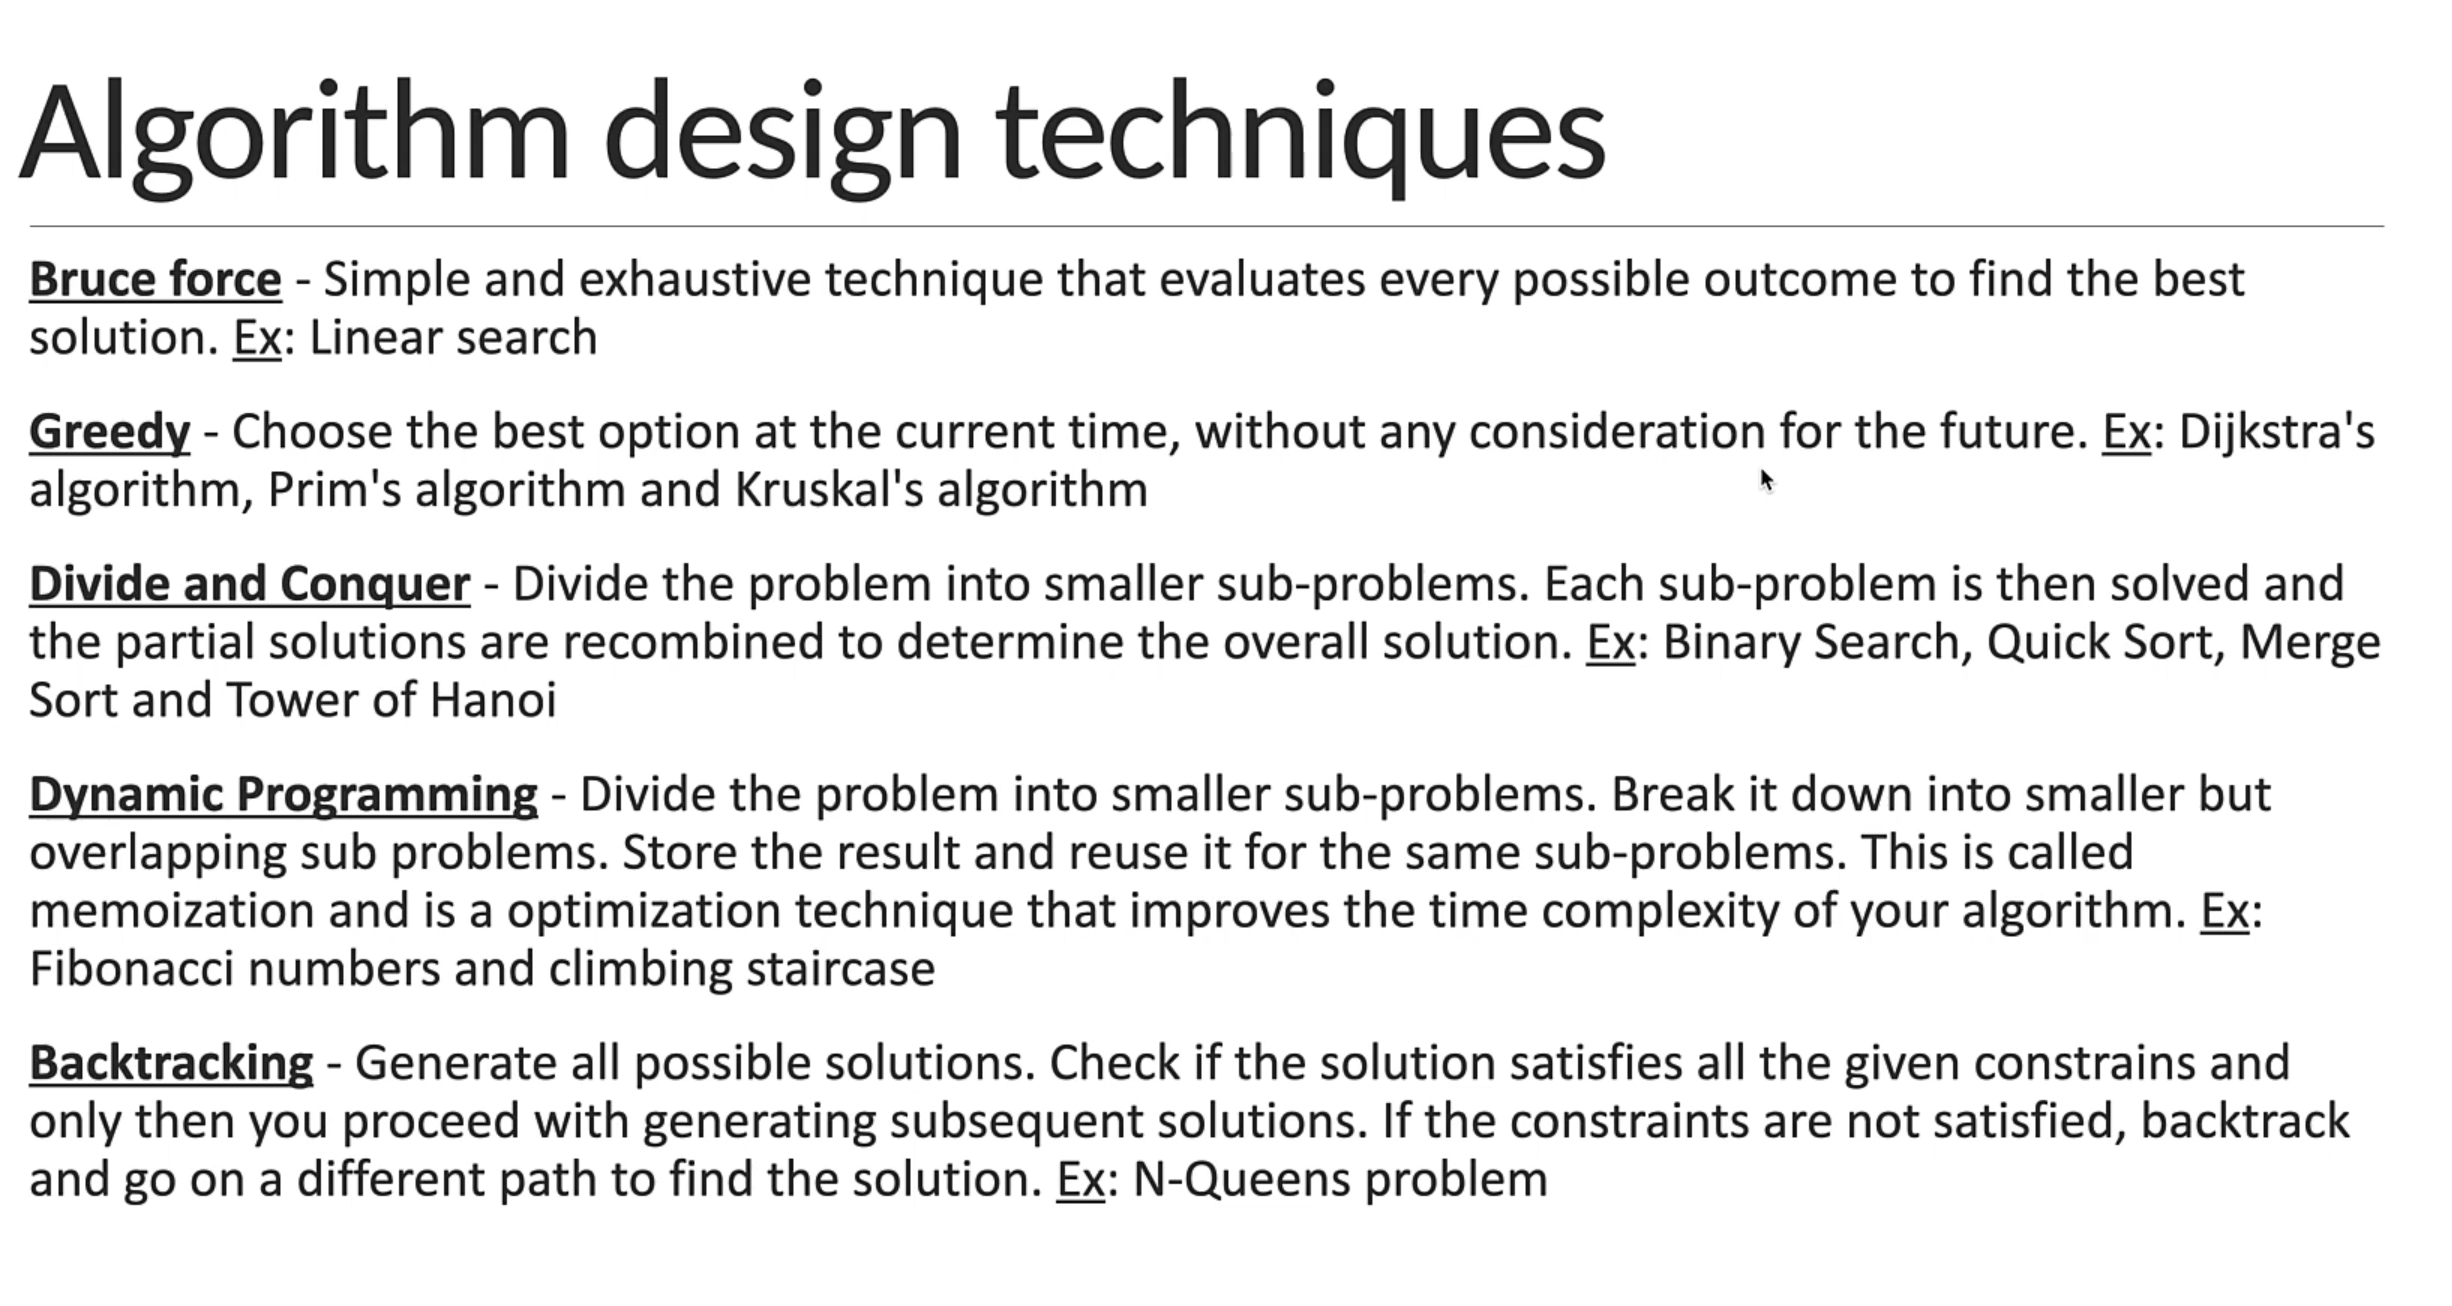 Algorithm design techniques
Bruce force - Simple and exhaustive technique that evaluates every possible outcome to find the best
solution. Ex: Linear search
Greedy - Choose the best option at the current time, without any consideration for the future. Ex: Dijkstra's
algorithm, Prim's algorithm and Kruskal's algorithm
Divide and Conquer - Divide the problem into smaller sub-problems. Each sub-problem is then solved and
the partial solutions are recombined to determine the overall solution. Ex: Binary Search, Quick Sort, Merge
Sort and Tower of Hanoi
Dynamic Programming - Divide the problem into smaller sub-problems. Break it down into smaller but
overlapping sub problems. Store the result and reuse it for the same sub-problems. This is called
memoization and is a optimization technique that improves the time complexity of your algorithm. Ex:
Fibonacci numbers and climbing staircase
Backtracking - Generate all possible solutions. Check if the solution satisfies all the given constrains and
only then you proceed with generating subsequent solutions. If the constraints are not satisfied, backtrack
and go on a different path to find the solution. Ex: N-Queens problem